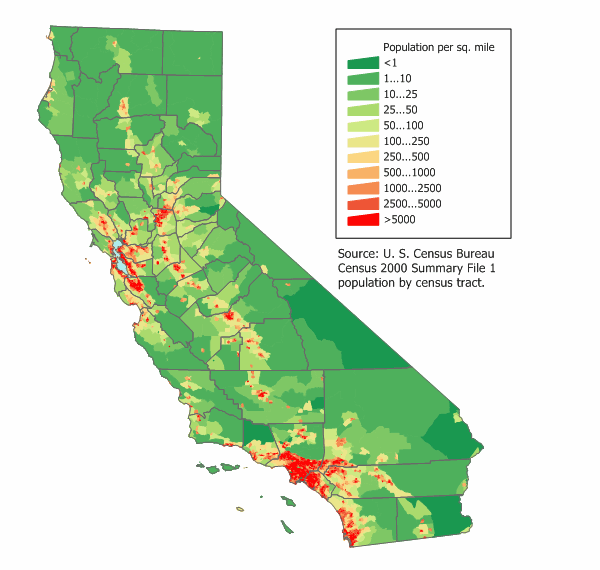 Population per sq. mile
<1
1...10
10...25
25...50
50...100
100...250
250...500
500...1000
1000...2500
2500...5000
>5000
Source: U. S. Census Bureau
Census 2000 Summary File 1
population by census tract.